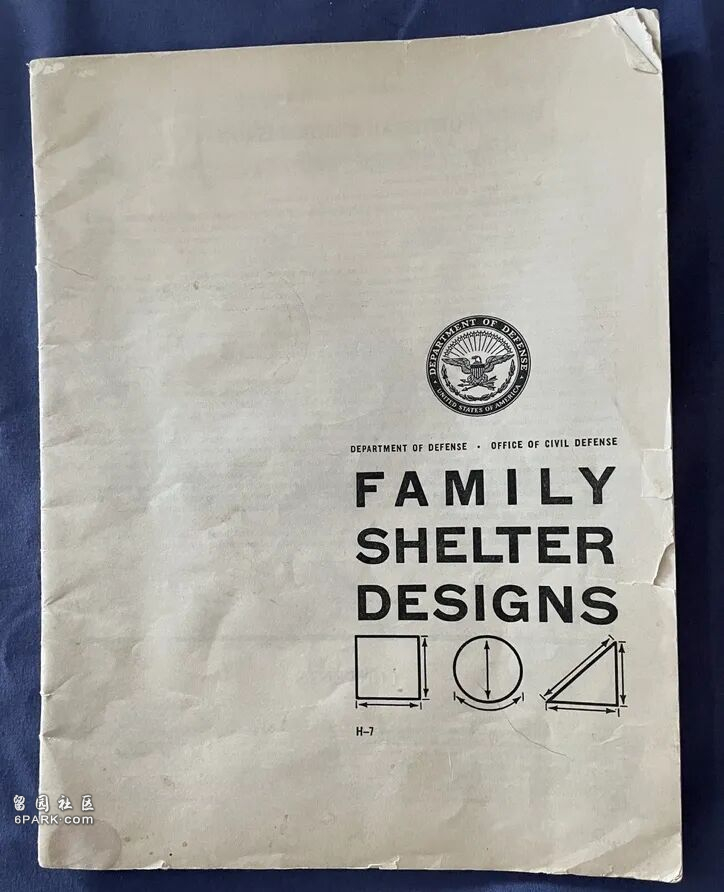 DEPARTMENT OF DEFENSE
UNITED STATES OF AMERICA
DEPARTMENT OF DEFENSE • OFFICE OF CIVIL DEFENSE
FAMILY
SHELTER
DESIGNS
H-7
留园社区
6PARK.com